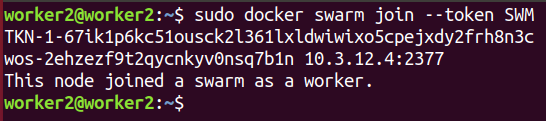 worker2@worker2:~$ sudo docker swarm join --token SWM
TKN-1-67ik1p6kc51ousck2l361lxldwiwixo5cpejxdy2frh8n3c
wos-2ehzezf9t2qycnkyv0nsq7b1n 10.3.12.4:2377
This node joined a swarm as a worker.
worker2@worker2:~$